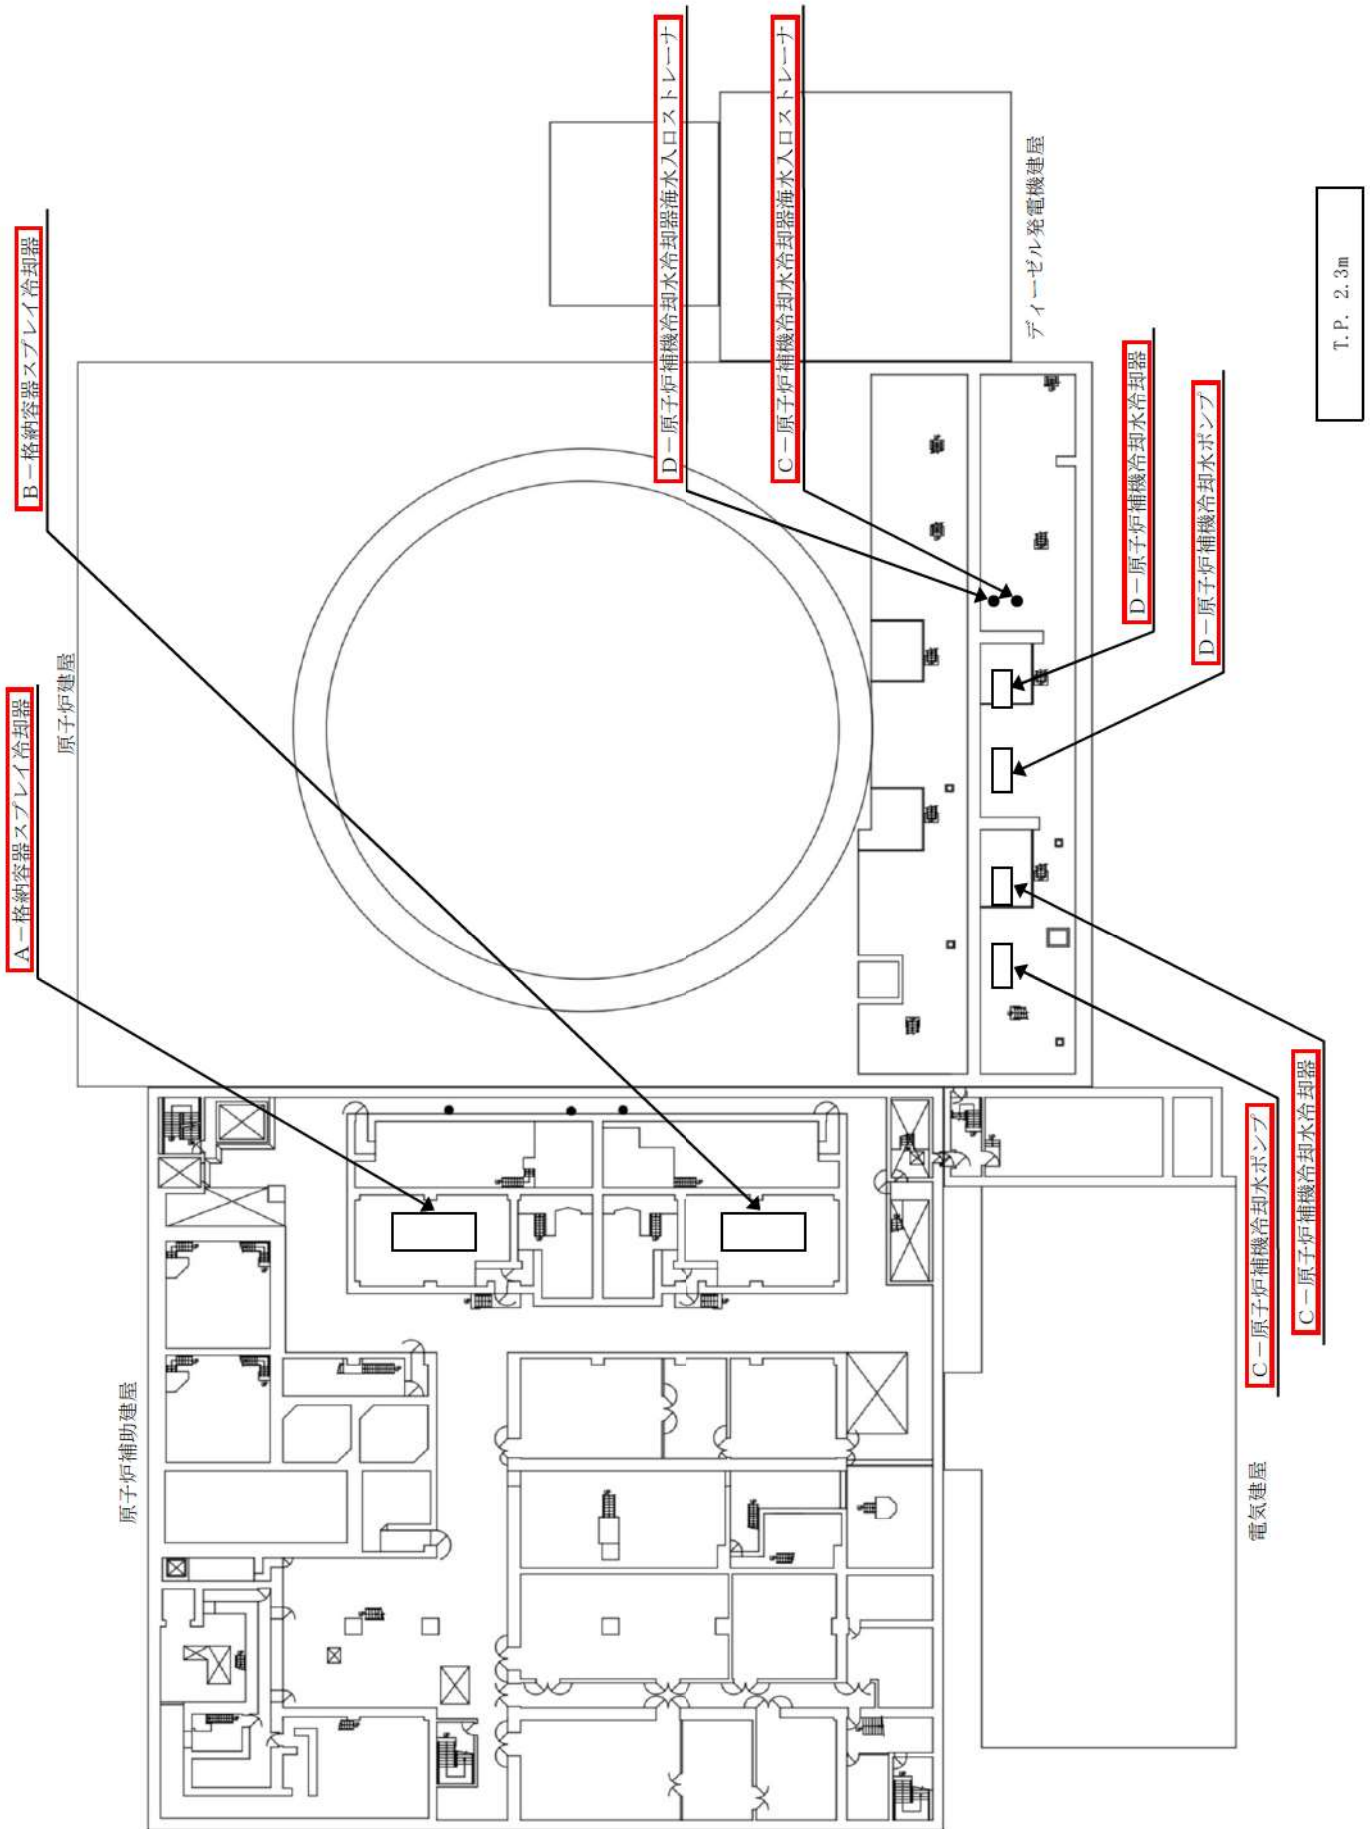 A－格納容器スプレイ冷却器
B－格納容器スプレイ冷却器
原子炉建屋
原子炉補助建屋
D－原子炉補機冷却水冷却器海水入口ストレーナ
C－原子炉補機冷却水冷却器海水入口ストレーナ
ディーゼル発電機建屋
D－原子炉補機冷却水冷却器
D－原子炉補機冷却水ポンプ
C－原子炉補機冷却水ポンプ
C－原子炉補機冷却水冷却器
電気建屋
T.P. 2.3m